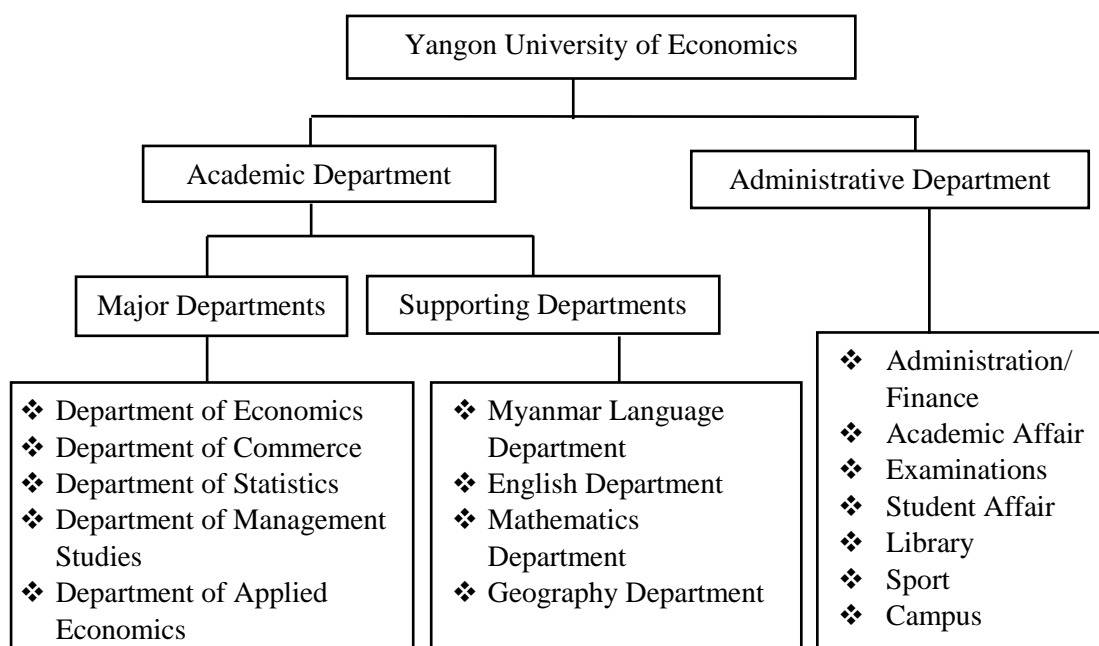 Yangon University of Economics
Academic Department
Administrative Department
Major Departments
Supporting Departments
❖ Department of Economics
❖ Department of Commerce
❖ Department of Statistics
❖ Department of Management
Studies
❖ Department of Applied
Economics
❖ Myanmar Language
Department
❖ English Department
❖ Mathematics
Department
❖ Geography Department
❖ Administration/
Finance
❖ Academic Affair
❖ Examinations
❖ Student Affair
❖ Library
❖ Sport
❖ Campus